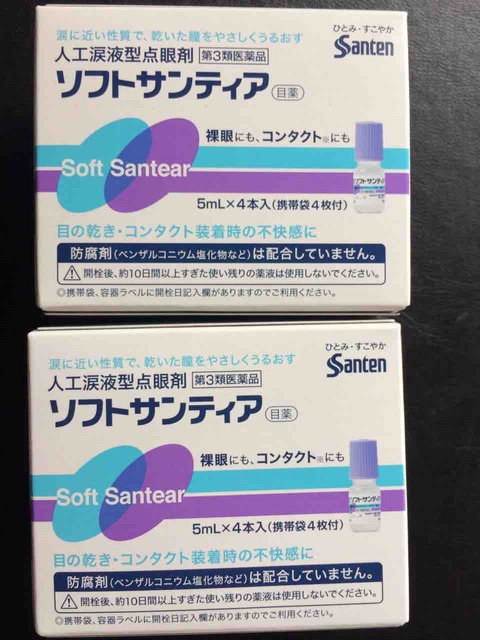 涙に近い性質で、乾いた瞳をやさしくうるおす
ひとみ・すこやか
Santen
人工涙液型点眼剤 第3類医薬品
ソフトサンティア 目薬
裸眼にも、コンタクト※にも
Soft Santear
ソフトサンティア
5mL×4本入(携帯袋4枚付)
目の乾き・コンタクト装着時の不快感に
防腐剤(ベンザルコニウム塩化物など)は配合していません。
開栓後、約10日間以上すぎた使い残りの薬液は使用しないでください。
◎携帯袋、容器ラベルに開栓日記入欄がありますのでご利用ください。
涙に近い性質で、乾いた瞳をやさしくうるおす
ひとみ・すこやか
Santen
人工涙液型点眼剤 第3類医薬品
ソフトサンティア 目薬
裸眼にも、コンタクト※にも
Soft Santear
ソフトサンティア
5mL×4本入(携帯袋4枚付)
目の乾き・コンタクト装着時の不快感に
防腐剤(ベンザルコニウム塩化物など)は配合していません。
開栓後、約10日間以上すぎた使い残りの薬液は使用しないでください。
◎携帯袋、容器ラベルに開栓日記入欄がありますのでご利用ください。